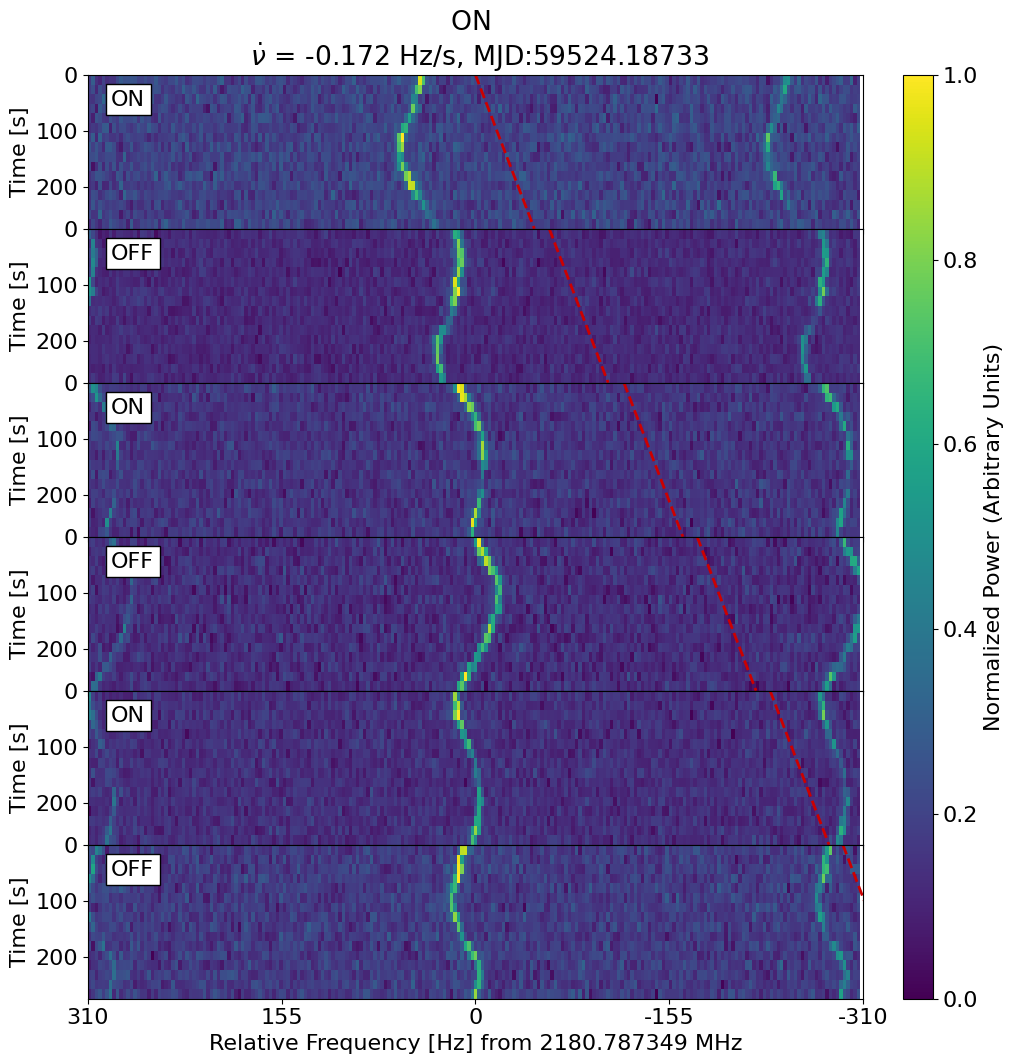 ON
ν̇ = -0.172 Hz/s, MJD:59524.18733
0
ON
100
200
Time [s]
0
OFF
100
200
Time [s]
0
ON
100
200
Time [s]
0
OFF
100
200
Time [s]
0
ON
100
200
Time [s]
0
OFF
100
200
Time [s]
310 155 0 -155 -310
Relative Frequency [Hz] from 2180.787349 MHz
1.0
0.8
0.6
0.4
0.2
0.0
Normalized Power (Arbitrary Units)